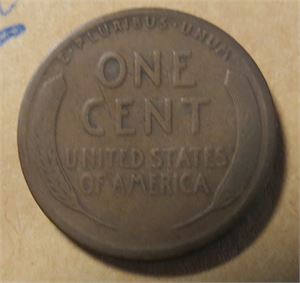 E·PLURIBUS·UNUM
ONE
CENT
UNITED STATES
OF AMERICA